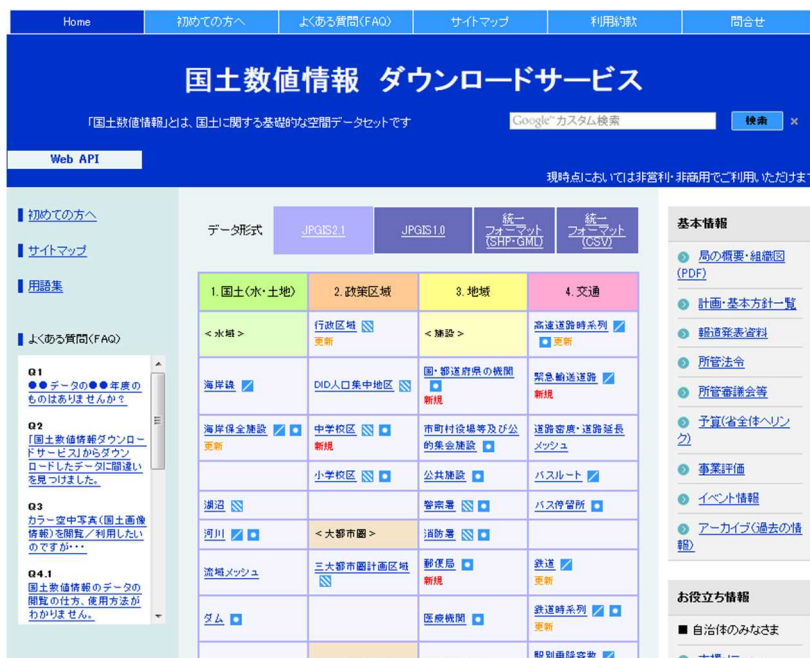 Home
初めての方へ
よくある質問(FAQ)
サイトマップ
利用約款
問合せ
国土数値情報 ダウンロードサービス
「国土数値情報」とは、国土に関する基礎的な空間データセットです
Google™ カスタム検索
検索
×
Web API
現時点においては非営利・非商用でご利用いただけま
初めての方へ
サイトマップ
用語集
よくある質問(FAQ)
Q1
●●データの●●年度の
ものはありませんか？
Q2
「国土数値情報ダウンロー
ドサービス」からダウン
ロードしたデータに間違い
を見つけました。
Q3
カラー空中写真(国土画像
情報)を閲覧／利用したい
のですが・・・
Q4.1
国土数値情報のデータの
閲覧の仕方、使用方法が
わかりません。
データ形式
JPGIS2.1
JPGIS1.0
統一
フォーマット
(SHP・GML)
統一
フォーマット
(CSV)
1.国土(水・土地)
2.政策区域
3.地域
4.交通
<水域>
行政区域
更新
<施設>
高速道路時系列
更新
海岸線
DID人口集中地区
国・都道府県の機関
新規
緊急輸送道路
新規
海岸保全施設
更新
中学校区
新規
市町村役場等及び公
的集会施設
道路密度・道路延長
メッシュ
小学校区
公共施設
バスルート
湖沼
警察署
バス停留所
河川
<大都市圏>
消防署
流域メッシュ
三大都市圏計画区域
郵便局
新規
鉄道
更新
ダム
医療機関
鉄道時系列
更新
駅別乗降客数
基本情報
局の概要・組織図
(PDF)
計画・基本方針一覧
報道発表資料
所管法令
所管審議会等
予算(省全体へリン
ク)
事業評価
イベント情報
アーカイブ(過去の情
報)
お役立ち情報
■ 自治体のみなさま